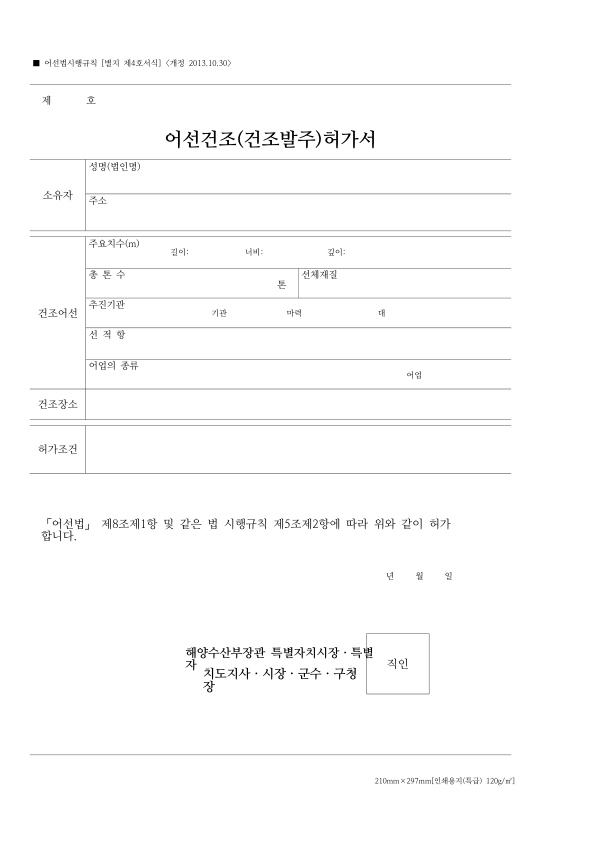 ■ 어선법시행규칙 [별지 제4호서식] <개정 2013.10.30>
제 호
어선건조(건조발주)허가서
소유자
성명(법인명)
주소
건조어선
주요치수(m)
길이: 너비: 깊이:
총 톤 수
톤
선체재질
추진기관
기관 마력 대
선 적 항
어업의 종류
어업
건조장소
허가조건
「어선법」 제8조제1항 및 같은 법 시행규칙 제5조제2항에 따라 위와 같이 허가
합니다.
년 월 일
해양수산부장관 특별자치시장ㆍ특별
자
치도지사ㆍ시장ㆍ군수ㆍ구청
장
직인
210mm×297mm[인쇄용지(특급) 120g/㎡]